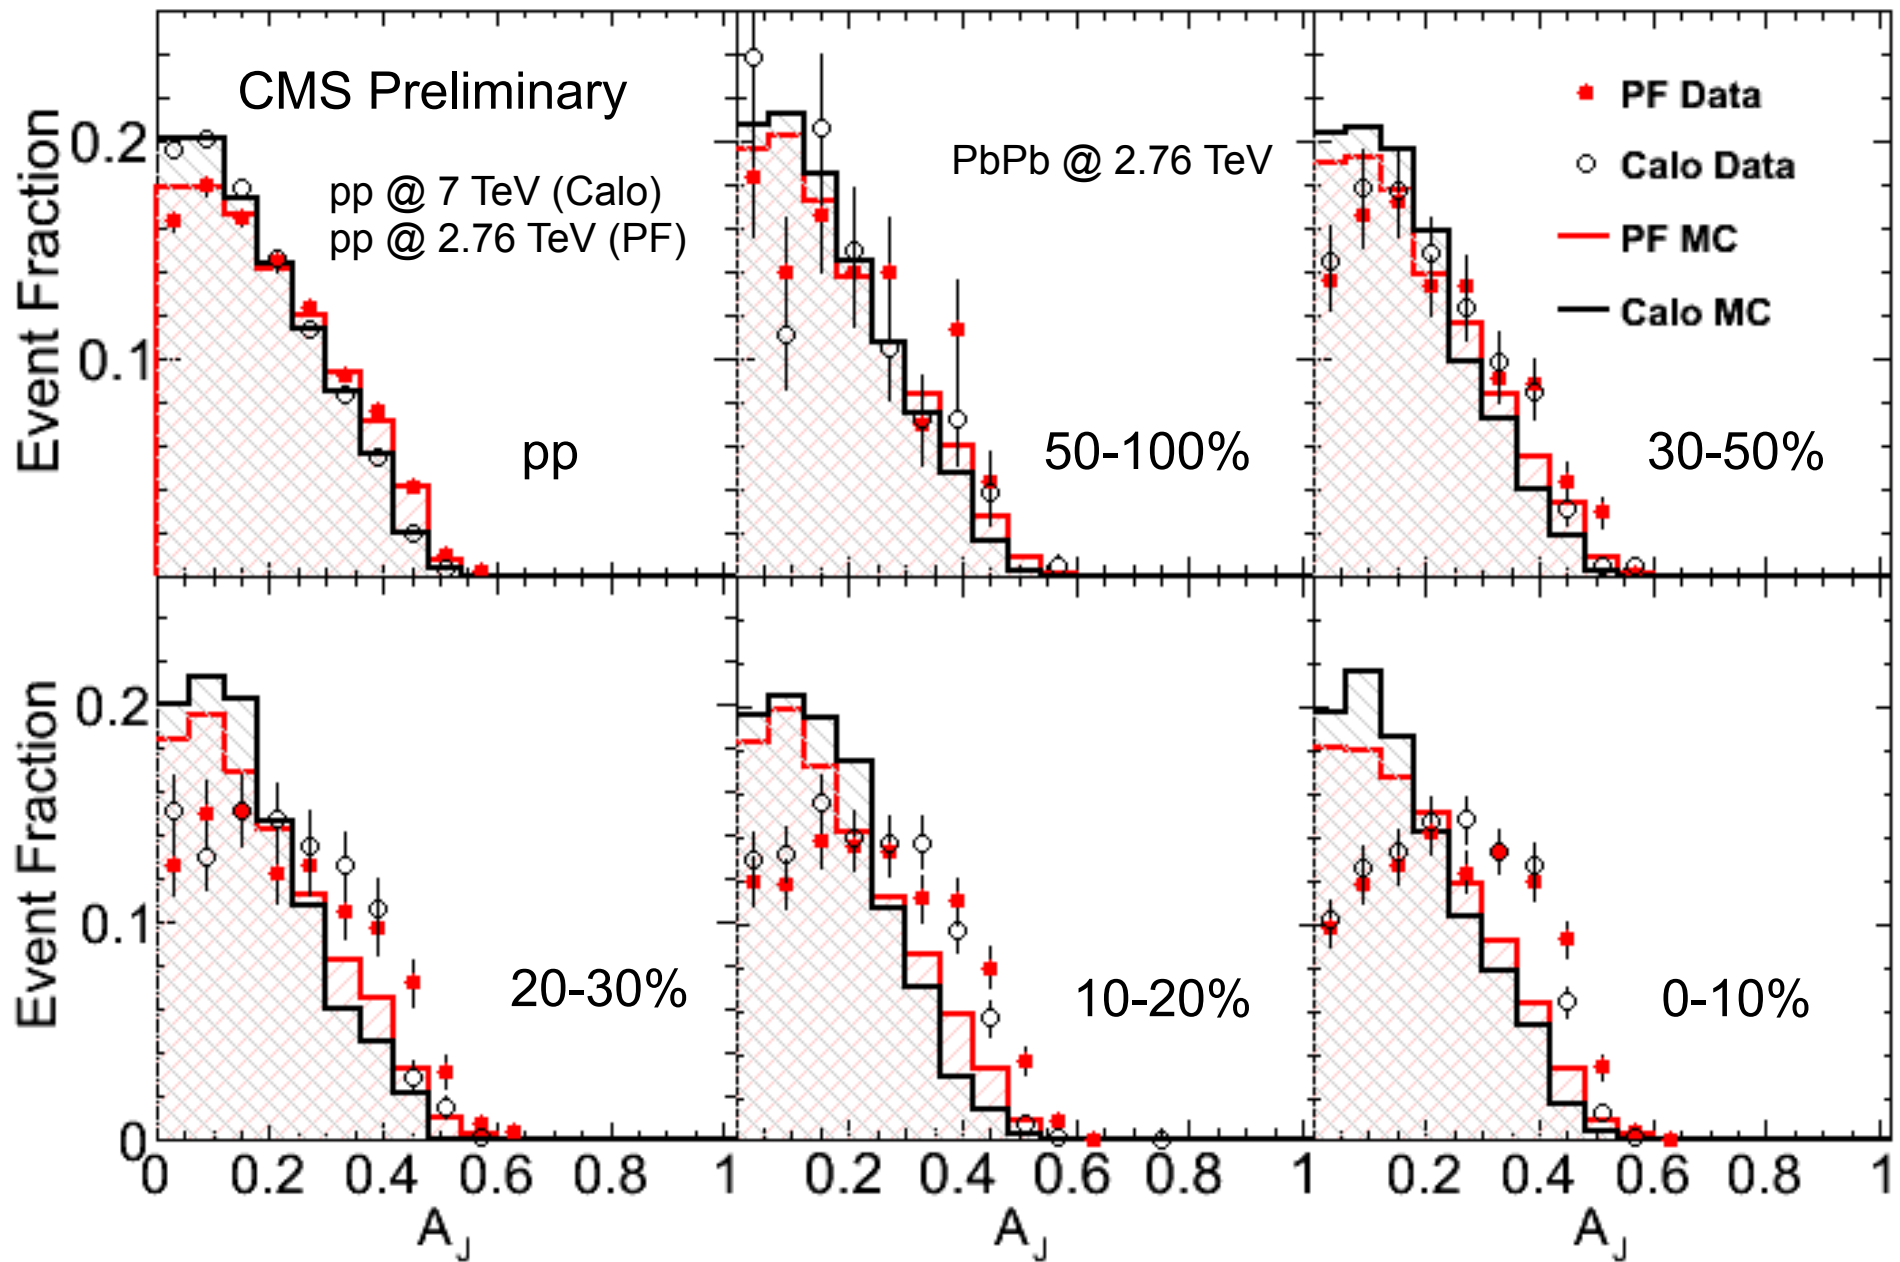 CMS Preliminary
pp @ 7 TeV (Calo)
pp @ 2.76 TeV (PF)
pp
PbPb @ 2.76 TeV
50-100%
PF Data
Calo Data
PF MC
Calo MC
30-50%
Event Fraction
0.2
0.1
20-30%
10-20%
0-10%
Event Fraction
0.2
0.1
0
0 0.2 0.4 0.6 0.8 1 0.2 0.4 0.6 0.8 1 0.2 0.4 0.6 0.8 1
A_J A_J A_J